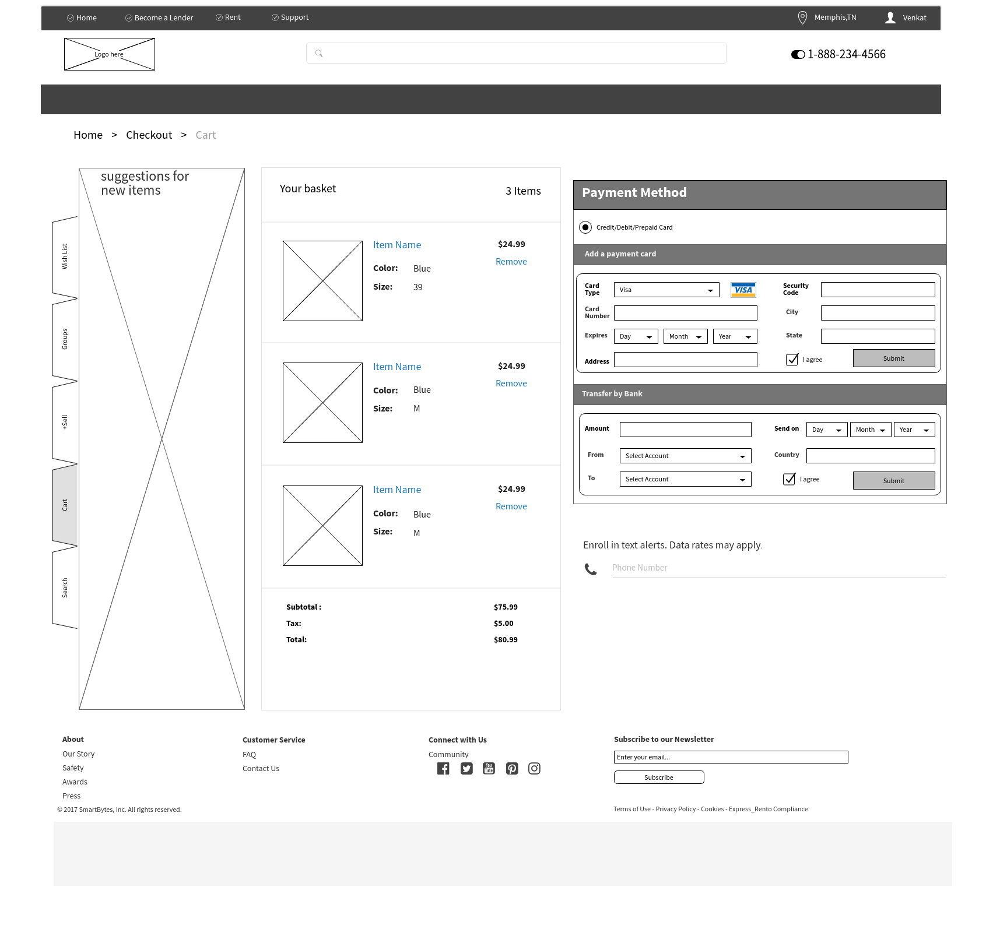 Home
Become a Lender
Rent
Support
Memphis,TN
Venkat
Logo here
1-888-234-4566
Home > Checkout > Cart
suggestions for
new items
Wish List
Groups
+Sell
Cart
Search
Your basket
3 Items
Item Name
$24.99
Remove
Color: Blue
Size: 39
Item Name
$24.99
Remove
Color: Blue
Size: M
Item Name
$24.99
Remove
Color: Blue
Size: M
Subtotal : $75.99
Tax: $5.00
Total: $80.99
Payment Method
Credit/Debit/Prepaid Card
Add a payment card
Card
Type
Visa
VISA
Security
Code
Card
Number
City
Expires
Day
Month
Year
State
Address
I agree
Submit
Transfer by Bank
Amount
Send on
Day
Month
Year
From
Select Account
Country
To
Select Account
I agree
Submit
Enroll in text alerts. Data rates may apply.
Phone Number
About
Our Story
Safety
Awards
Press
© 2017 SmartBytes, Inc. All rights reserved.
Customer Service
FAQ
Contact Us
Connect with Us
Community
You
Tube
Subscribe to our Newsletter
Enter your email...
Subscribe
Terms of Use - Privacy Policy - Cookies - Express_Rento Compliance